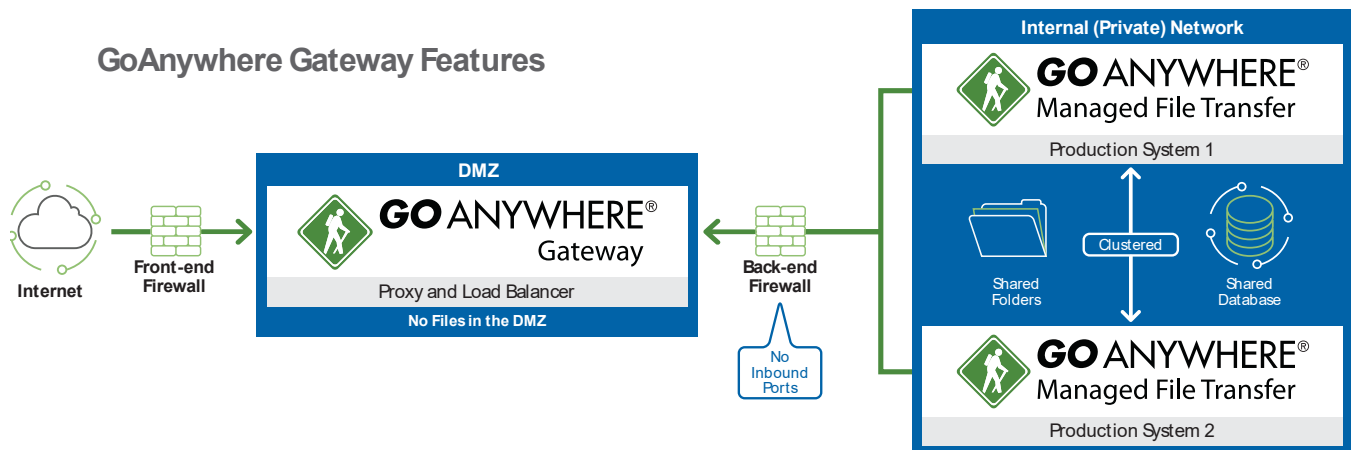 GoAnywhere Gateway Features
Internet
Front-end
Firewall
DMZ
GO ANYWHERE®
Gateway
Proxy and Load Balancer
No Files in the DMZ
Back-end
Firewall
No
Inbound
Ports
Internal (Private) Network
GO ANYWHERE®
Managed File Transfer
Production System 1
Shared
Folders
Clustered
Shared
Database
GO ANYWHERE®
Managed File Transfer
Production System 2